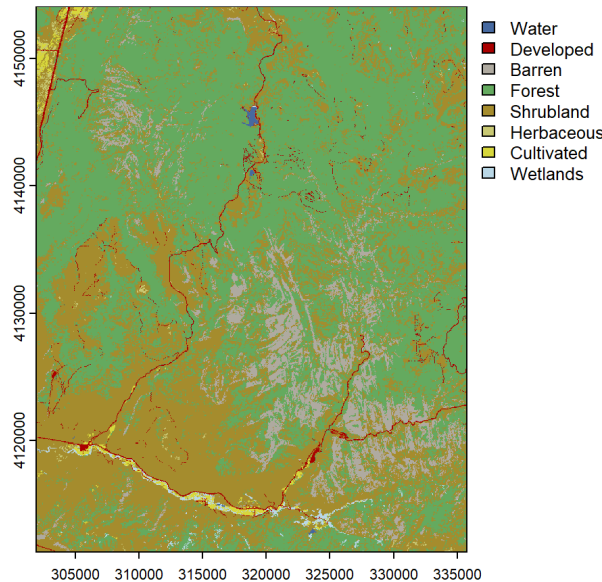 Water
Developed
Barren
Forest
Shrubland
Herbaceous
Cultivated
Wetlands
4150000
4140000
4130000
4120000
305000 310000 315000 320000 325000 330000 335000